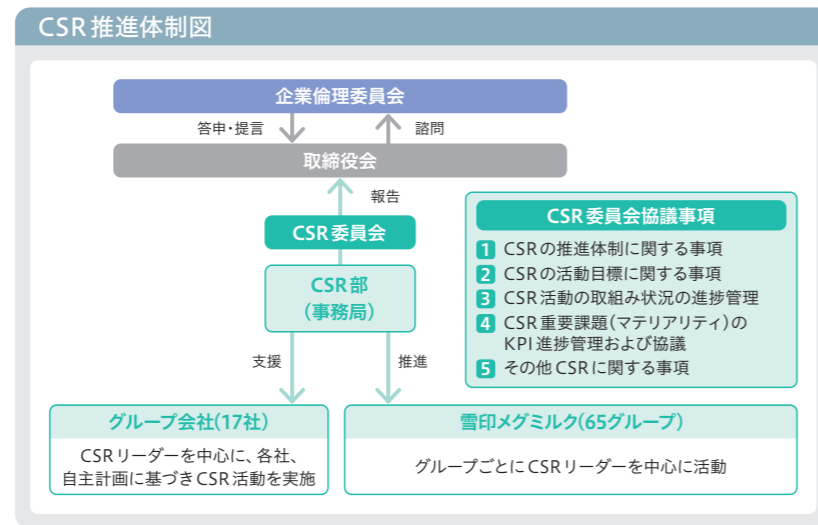 CSR推進体制図
企業倫理委員会
答申・提言
諮問
取締役会
報告
CSR委員会
CSR部
(事務局)
支援
推進
CSR委員会協議事項
1 CSRの推進体制に関する事項
2 CSRの活動目標に関する事項
3 CSR活動の取組み状況の進捗管理
4 CSR重要課題(マテリアリティ)の
KPI進捗管理および協議
5 その他CSRに関する事項
グループ会社(17社)
CSRリーダーを中心に、各社、
自主計画に基づきCSR活動を実施
雪印メグミルク(65グループ)
グループごとにCSRリーダーを中心に活動